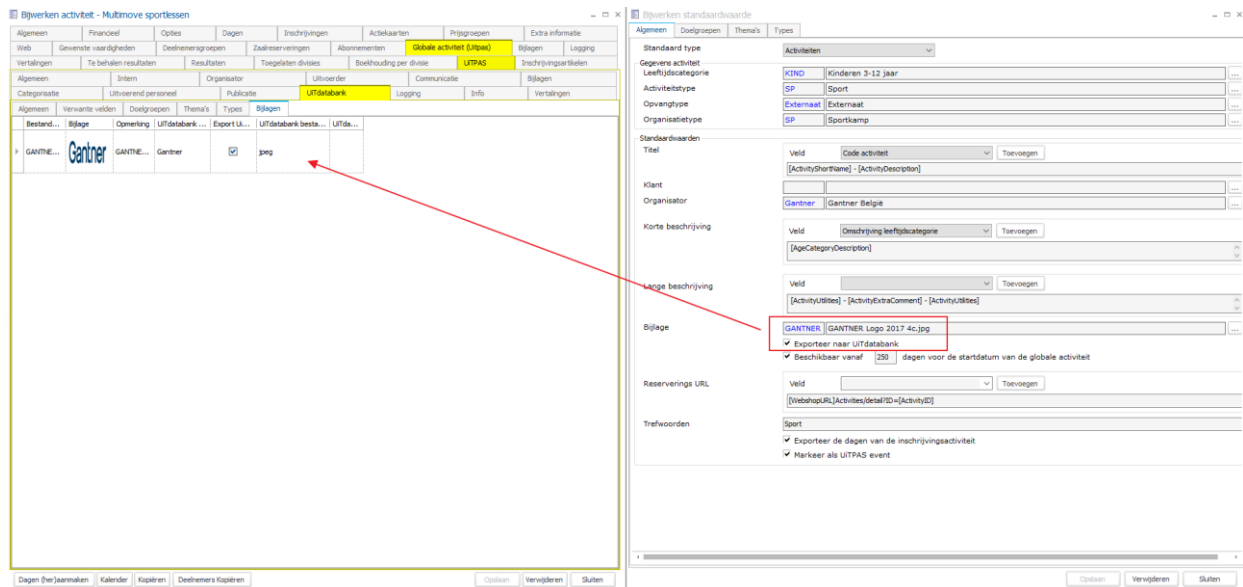 Bijwerken activiteit - Multimove sportlessen
Algemeen Financieel Opties Dagen Inschrijvingen Actiekaarten Prijsgroepen Extra informatie
Web Gewenste vaardigheden Deelnemersgroepen Zaalreserveringen Abonnementen Globale activiteit (Uitpas) Bijlagen Logging
Vertalingen Te behalen resultaten Resultaten Toegelaten divisies Boekhouding per divisie UiTPAS Inschrijvingsartikelen
Algemeen Intern Organisator Uitvoerder Communicatie Bijlagen
Categorisatie Uitvoerend personeel Publicatie UiTdatabank Logging Info Vertalingen
Algemeen Verwante velden Doelgroepen Thema's Types Bijlagen
Bestand... Bijlage Opmerking UiTdatabank ... Export Ui... UiTdatabank besta... UiTda...
GANTNE... Gantner GANTNE... Gantner jpeg
Dagen (her)aanmaken Kalender Kopiëren Deelnemers Kopiëren Opslaan Verwijderen Sluiten
Bijwerken standaardwaarde
Algemeen Doelgroepen Thema's Types
Standaard type Activiteiten
Gegevens activiteit
Leeftijdscategorie KIND Kinderen 3-12 jaar ...
Activiteitstype SP Sport ...
Opvangtype Externaat Externaat ...
Organisatietype SP Sportkamp ...
Standaardwaarden
Titel Veld Code activiteit Toevoegen
[ActivityShortName] - [ActivityDescription]
Klant ...
Organisator Gantner Gantner België ...
Korte beschrijving Veld Omschrijving leeftijdscategorie Toevoegen
[AgeCategoryDescription]
Lange beschrijving Veld Toevoegen
[ActivityUtilities] - [ActivityExtraComment] - [ActivityUtilities]
Bijlage GANTNER GANTNER Logo 2017 4c.jpg ...
Exporteer naar UiTdatabank
Beschikbaar vanaf 250 dagen voor de startdatum van de globale activiteit
Reserverings URL Veld Toevoegen
[WebshopURL]Activities/detail?ID=[ActivityID]
Trefwoorden Sport
Exporteer de dagen van de inschrijvingsactiviteit
Markeer als UiTPAS event
Opslaan Verwijderen Sluiten